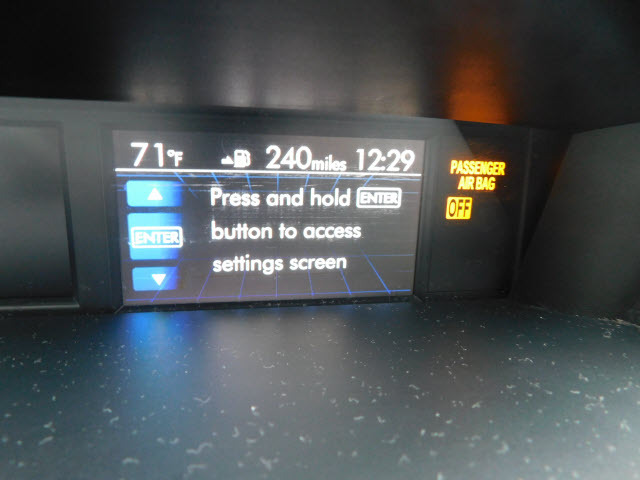 71°F 240miles 12:29
Press and hold ENTER
ENTER button to access
settings screen
PASSENGER
AIR BAG
OFF